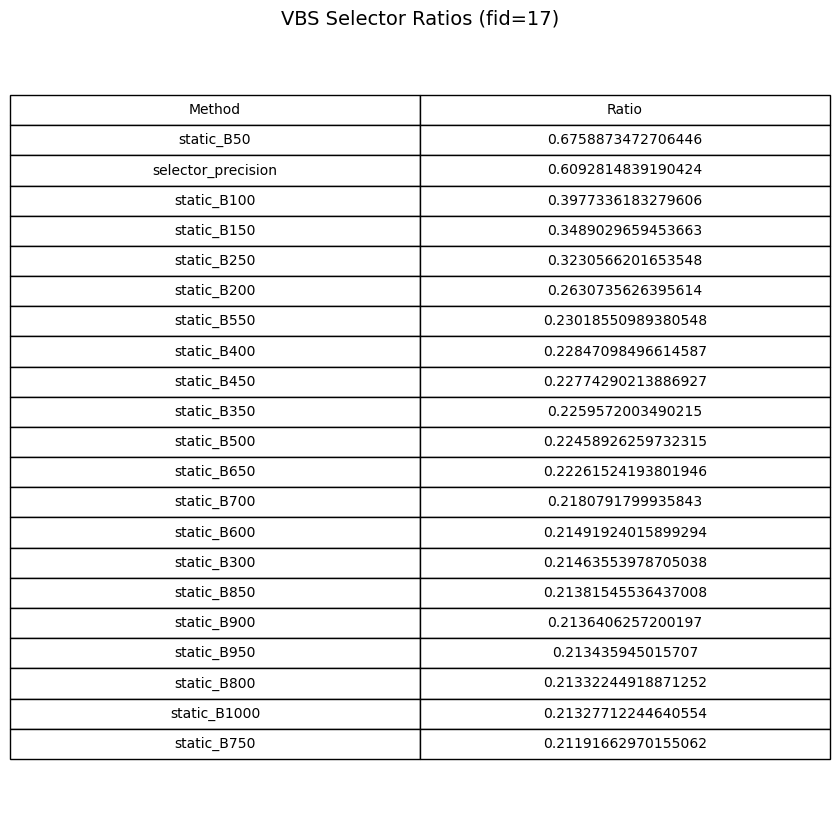 VBS Selector Ratios (fid=17)
Method Ratio
static_B50 0.6758873472706446
selector_precision 0.6092814839190424
static_B100 0.3977336183279606
static_B150 0.3489029659453663
static_B250 0.3230566201653548
static_B200 0.2630735626395614
static_B550 0.23018550989380548
static_B400 0.22847098496614587
static_B450 0.22774290213886927
static_B350 0.2259572003490215
static_B500 0.22458926259732315
static_B650 0.22261524193801946
static_B700 0.2180791799935843
static_B600 0.21491924015899294
static_B300 0.21463553978705038
static_B850 0.21381545536437008
static_B900 0.2136406257200197
static_B950 0.213435945015707
static_B800 0.21332244918871252
static_B1000 0.21327712244640554
static_B750 0.21191662970155062